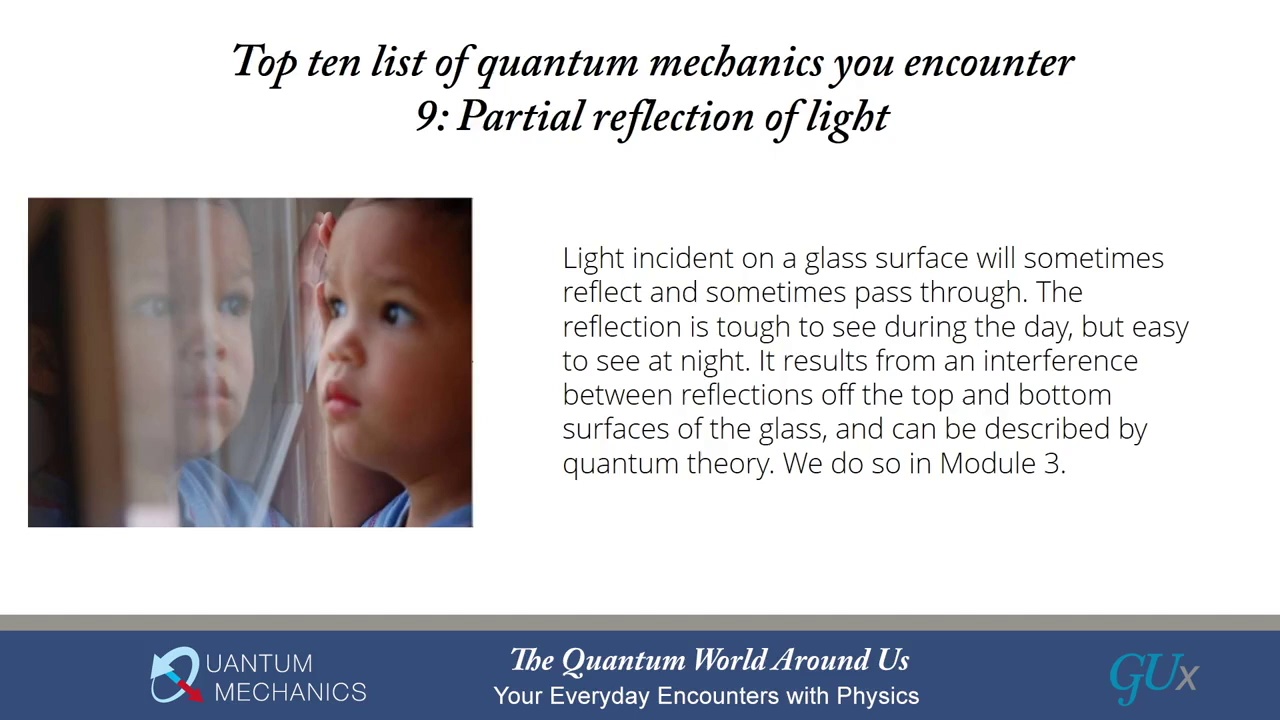 Top ten list of quantum mechanics you encounter
9: Partial reflection of light
Light incident on a glass surface will sometimes
reflect and sometimes pass through. The
reflection is tough to see during the day, but easy
to see at night. It results from an interference
between reflections off the top and bottom
surfaces of the glass, and can be described by
quantum theory. We do so in Module 3.
QUANTUM
MECHANICS
The Quantum World Around Us
Your Everyday Encounters with Physics
GUx